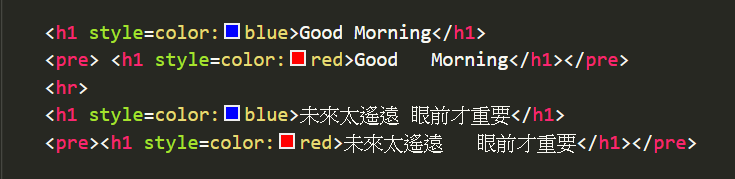 <h1 style=color:blue>Good Morning</h1>
<pre> <h1 style=color:red>Good   Morning</h1></pre>
<hr>
<h1 style=color:blue>未來太遙遠 眼前才重要</h1>
<pre><h1 style=color:red>未來太遙遠   眼前才重要</h1></pre>